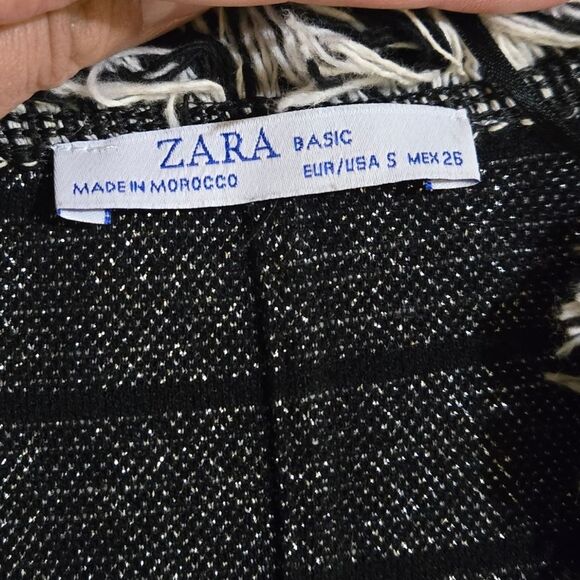 ZARA BASIC
MADE IN MOROCCO EUR/USA S MEX 26